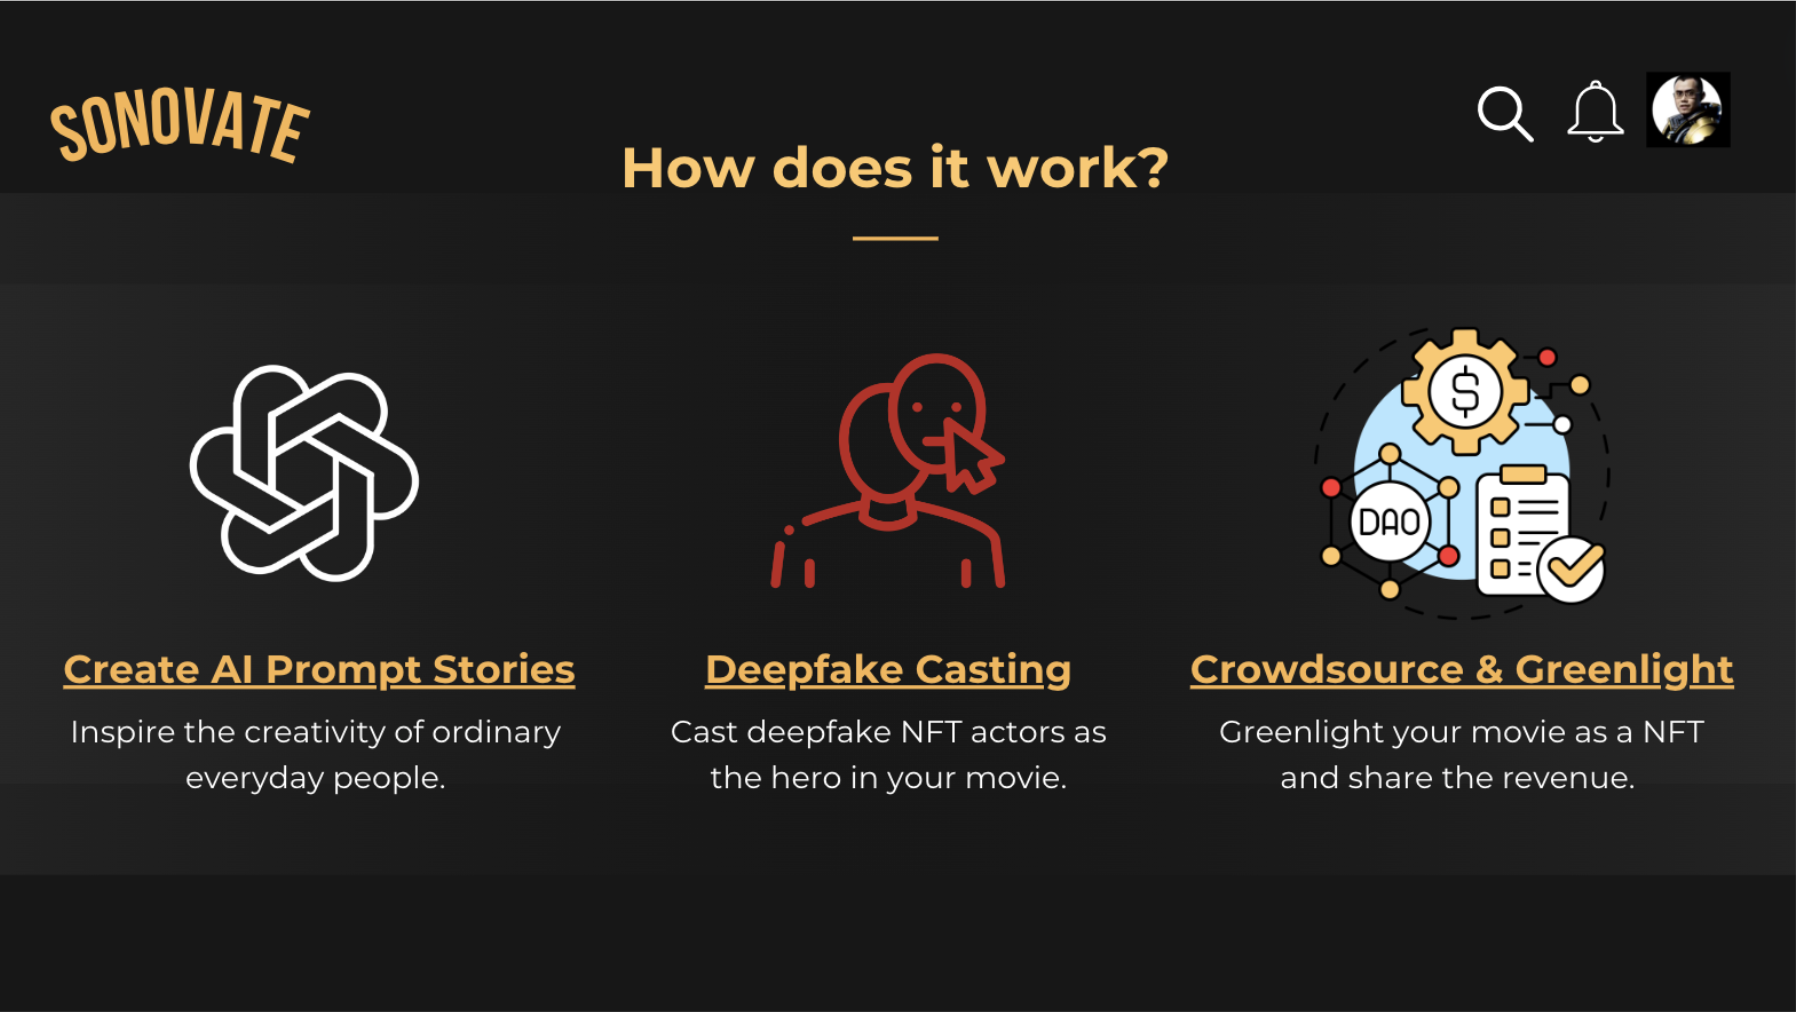 SONOVATE
How does it work?
$
DAO
Create AI Prompt Stories
Inspire the creativity of ordinary
everyday people.
Deepfake Casting
Cast deepfake NFT actors as
the hero in your movie.
Crowdsource & Greenlight
Greenlight your movie as a NFT
and share the revenue.